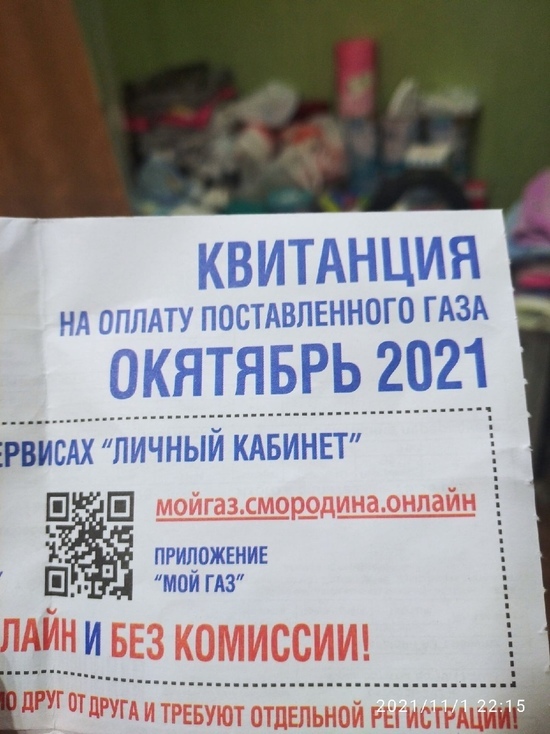 КВИТАНЦИЯ
НА ОПЛАТУ ПОСТАВЛЕННОГО ГАЗА
ОКЯТЯБРЬ 2021
ЕРВИСАХ "ЛИЧНЫЙ КАБИНЕТ"
мойгаз.смородина.онлайн
ПРИЛОЖЕНИЕ
"МОЙ ГАЗ"
ЛАЙН И БЕЗ КОМИССИИ!
МО ДРУГ ОТ ДРУГА И ТРЕБУЮТ ОТДЕЛЬНОЙ РЕГИСТРАЦИИ!
2021/11/1 22:15